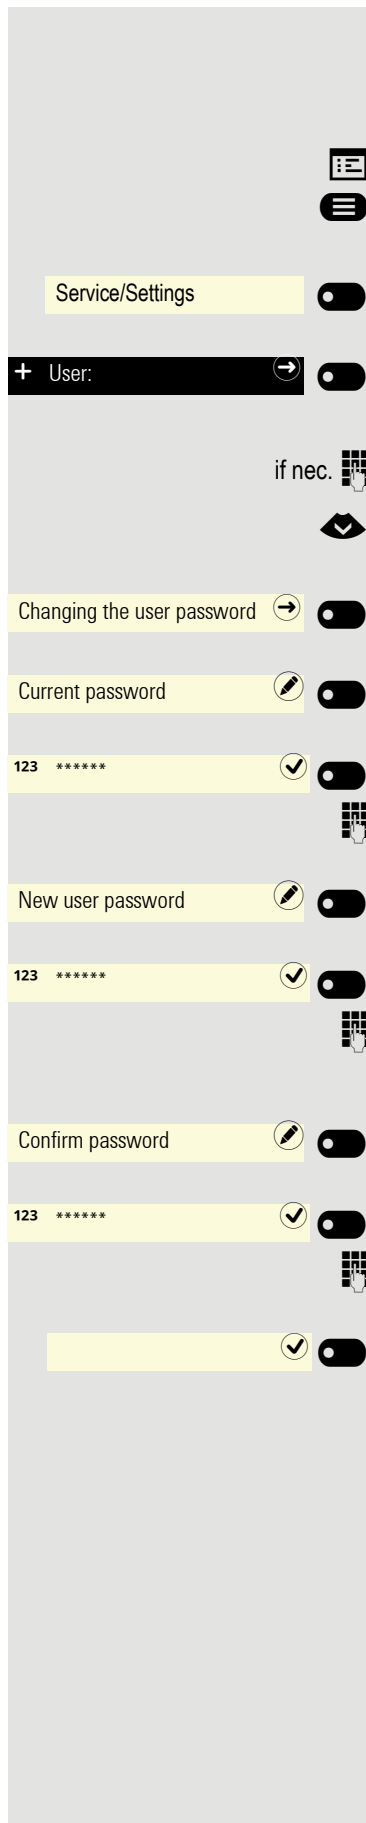 Service/Settings
+ User:
if nec.
Changing the user password
Current password
123 ******
New user password
123 ******
Confirm password
123 ******